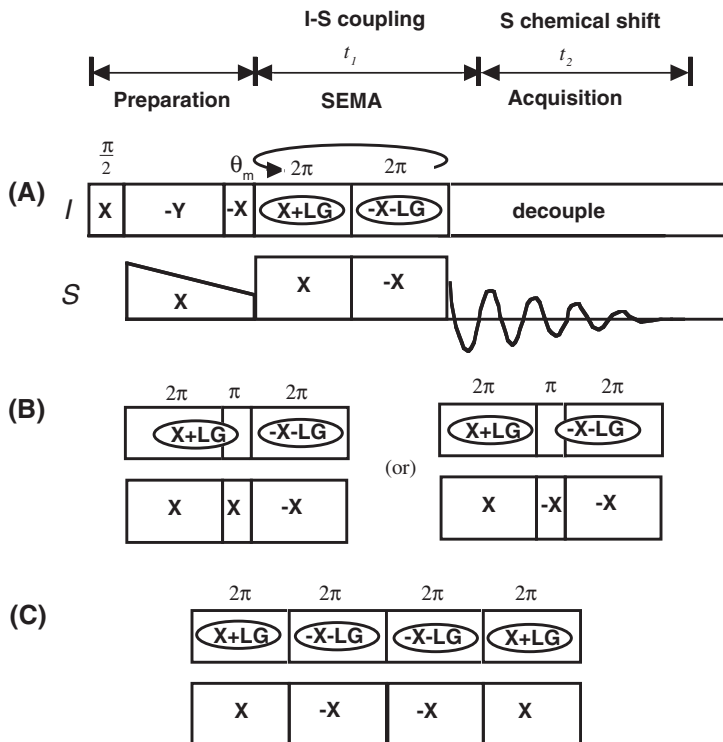 I-S coupling S chemical shift
t1 t2
Preparation SEMA Acquisition
π/2 θm 2π 2π
(A) I X -Y -X X+LG -X-LG decouple
S X X -X
(B) 2π π 2π 2π π 2π
X+LG -X-LG (or) X+LG -X-LG
X X -X X -X -X
(C) 2π 2π 2π 2π
X+LG -X-LG -X-LG X+LG
X -X -X X